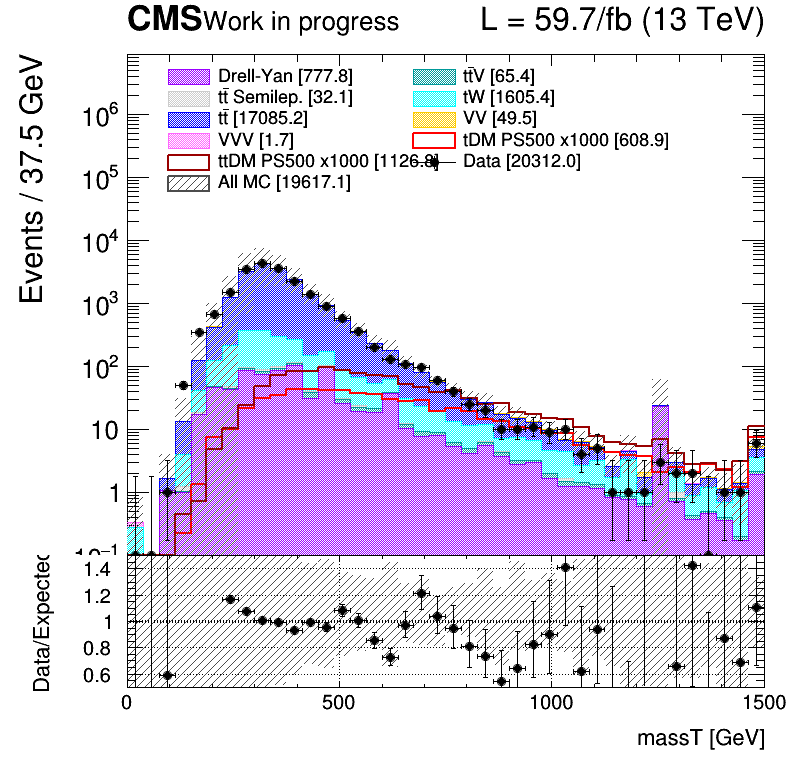 CMS Work in progress L = 59.7/fb (13 TeV)
Events / 37.5 GeV
Drell-Yan [777.8] tt̄V [65.4]
tt̄ Semilep. [32.1] tW [1605.4]
tt̄ [17085.2] VV [49.5]
VVV [1.7] tDM PS500 x1000 [608.9]
ttDM PS500 x1000 [1126.8] Data [20312.0]
All MC [19617.1]
10⁶
10⁵
10⁴
10³
10²
10
1
10⁻¹
Data/Expected
1.4
1.2
1
0.8
0.6
0 500 1000 1500
massT [GeV]